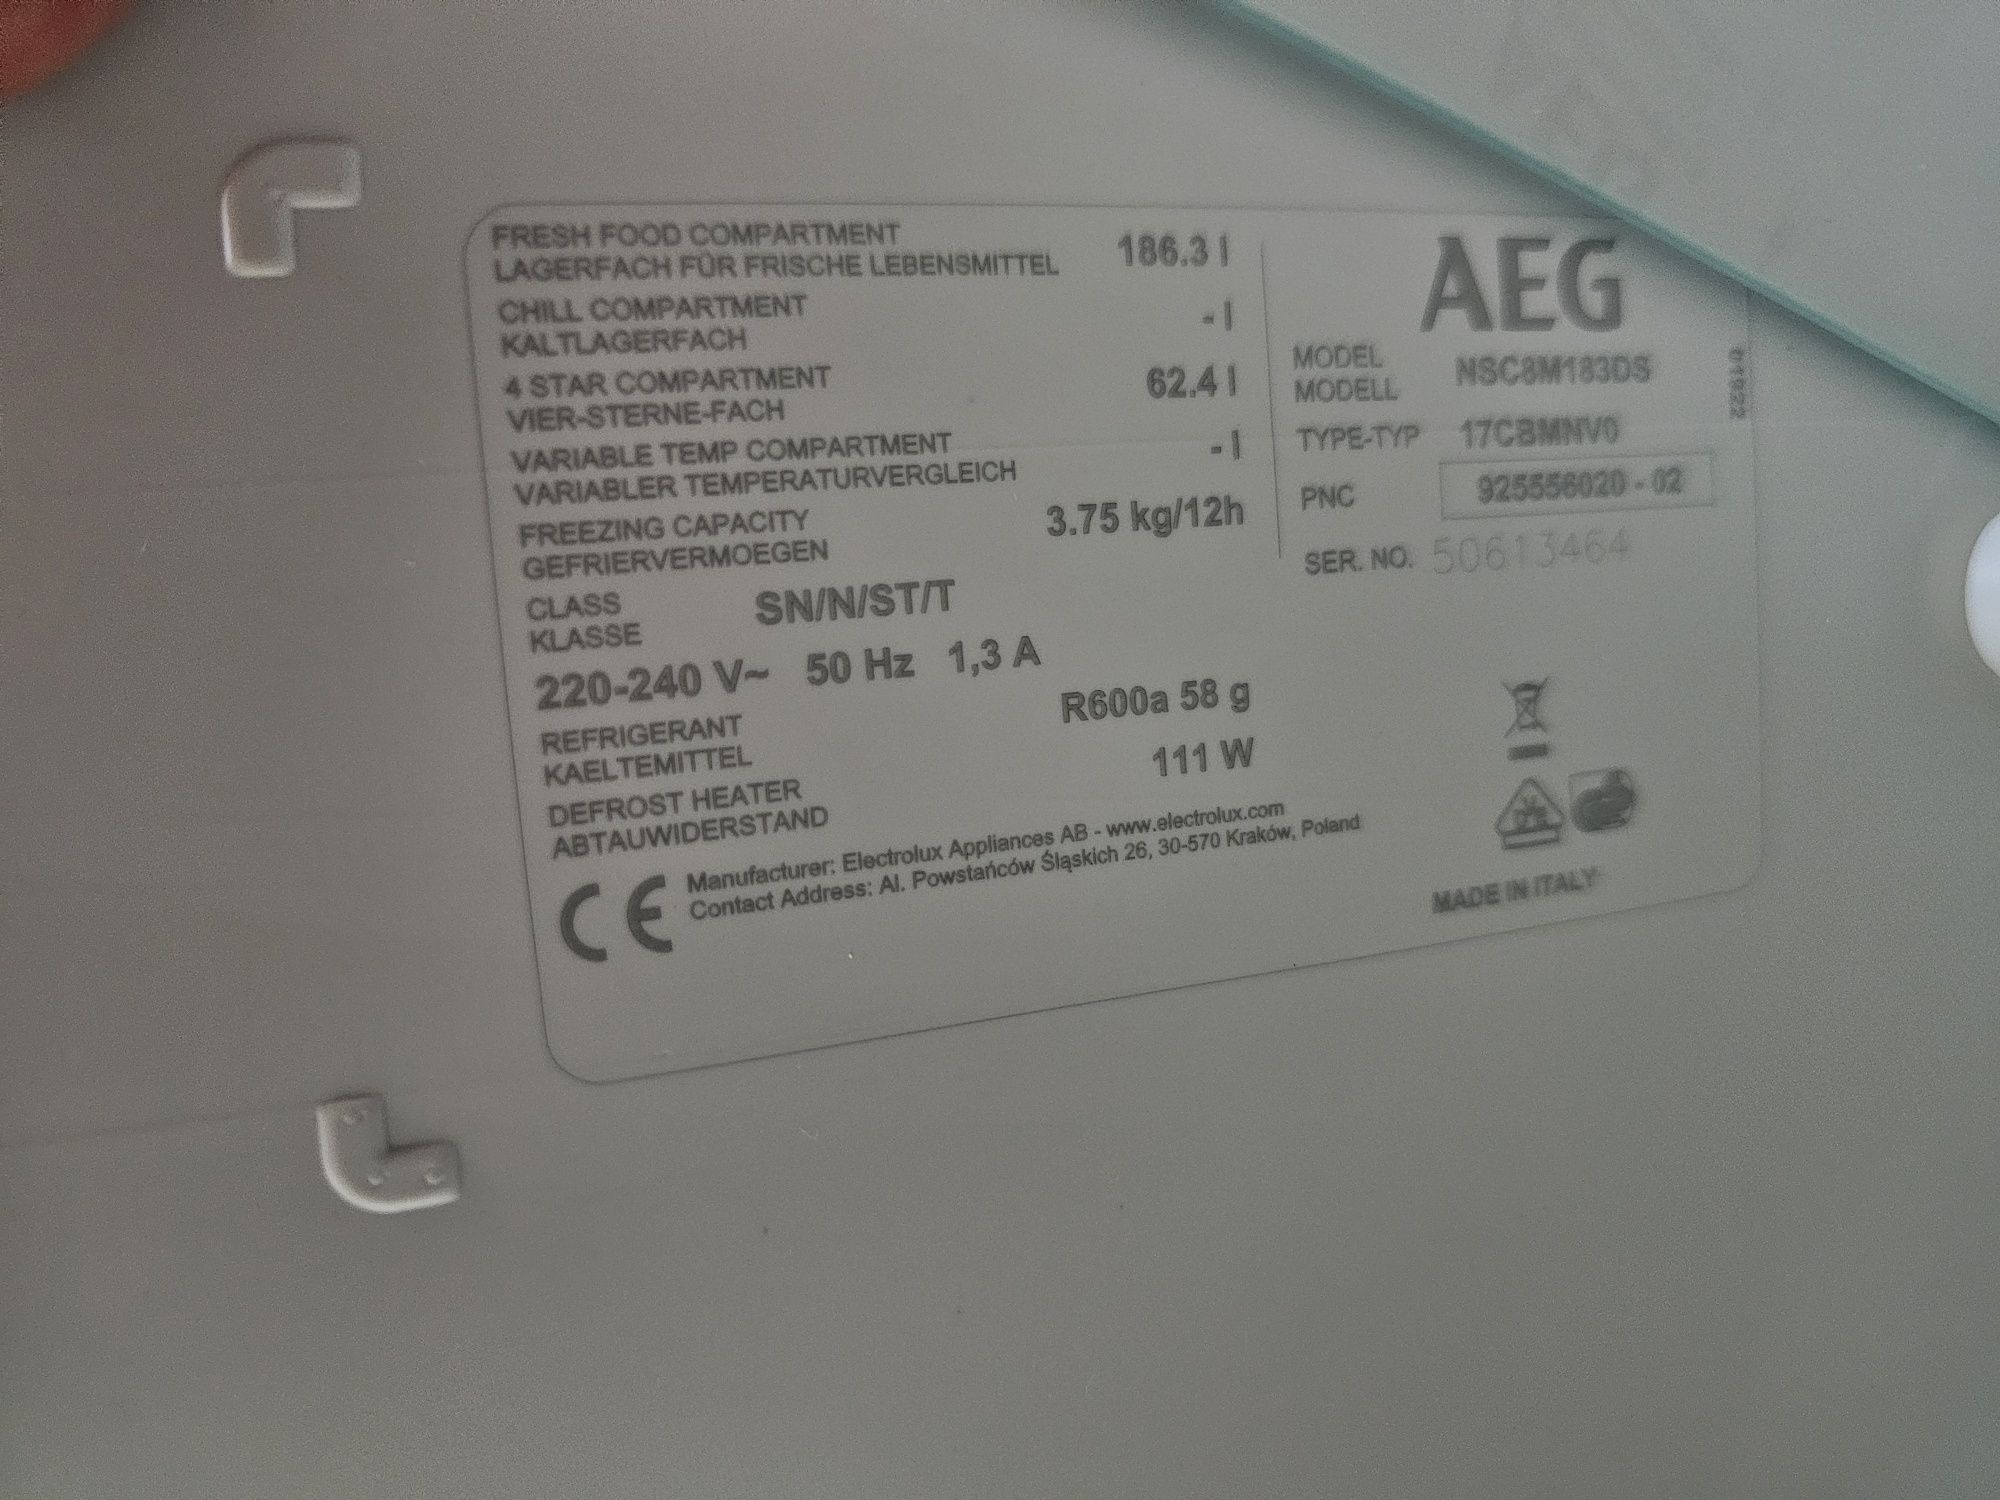 FRESH FOOD COMPARTMENT
LAGERFACH FÜR FRISCHE LEBENSMITTEL 186.3 l
CHILL COMPARTMENT
KALTLAGERFACH - l
4 STAR COMPARTMENT
VIER-STERNE-FACH 62.4 l
VARIABLE TEMP COMPARTMENT
VARIABLER TEMPERATURVERGLEICH - l
FREEZING CAPACITY
GEFRIERVERMOEGEN 3.75 kg/12h
CLASS
KLASSE SN/N/ST/T
220-240 V~ 50 Hz 1,3 A
REFRIGERANT
KAELTEMITTEL R600a 58 g
DEFROST HEATER
ABTAUWIDERSTAND 111 W
CE
Manufacturer: Electrolux Appliances AB - www.electrolux.com
Contact Address: Al. Powstańców Śląskich 26, 30-570 Kraków, Poland
AEG
MODEL
MODELL NSC8M183DS
TYPE-TYP 17CBMNV0
PNC 925556020 - 02
SER. NO. 50613464
MADE IN ITALY